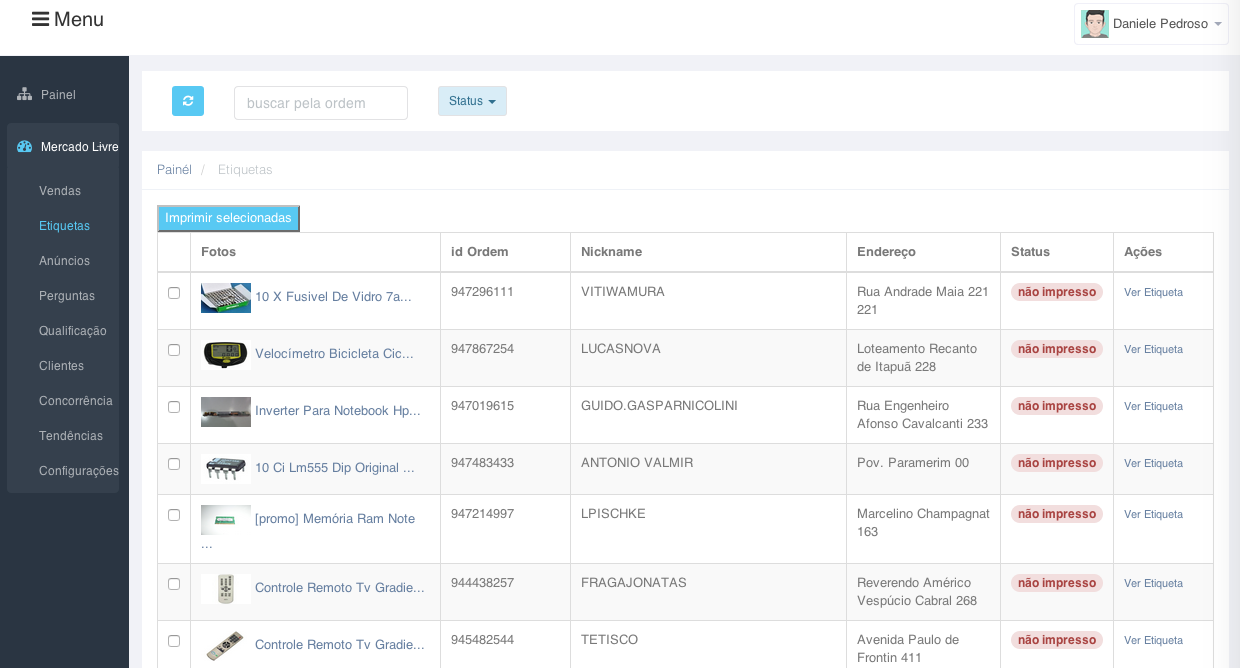 Menu
Daniele Pedroso
Painel
Mercado Livre
Vendas
Etiquetas
Anúncios
Perguntas
Qualificação
Clientes
Concorrência
Tendências
Configurações
buscar pela ordem
Status
Painél / Etiquetas
Imprimir selecionadas
Fotos id Ordem Nickname Endereço Status Ações
10 X Fusivel De Vidro 7a... 947296111 VITIWAMURA Rua Andrade Maia 221 não impresso Ver Etiqueta
221
Velocímetro Bicicleta Cic... 947867254 LUCASNOVA Loteamento Recanto não impresso Ver Etiqueta
de Itapuã 228
Inverter Para Notebook Hp... 947019615 GUIDO.GASPARNICOLINI Rua Engenheiro não impresso Ver Etiqueta
Afonso Cavalcanti 233
10 Ci Lm555 Dip Original ... 947483433 ANTONIO VALMIR Pov. Paramerim 00 não impresso Ver Etiqueta
[promo] Memória Ram Note 947214997 LPISCHKE Marcelino Champagnat não impresso Ver Etiqueta
... 163
Controle Remoto Tv Gradie... 944438257 FRAGAJONATAS Reverendo Américo não impresso Ver Etiqueta
Vespúcio Cabral 268
Controle Remoto Tv Gradie... 945482544 TETISCO Avenida Paulo de não impresso Ver Etiqueta
Frontin 411